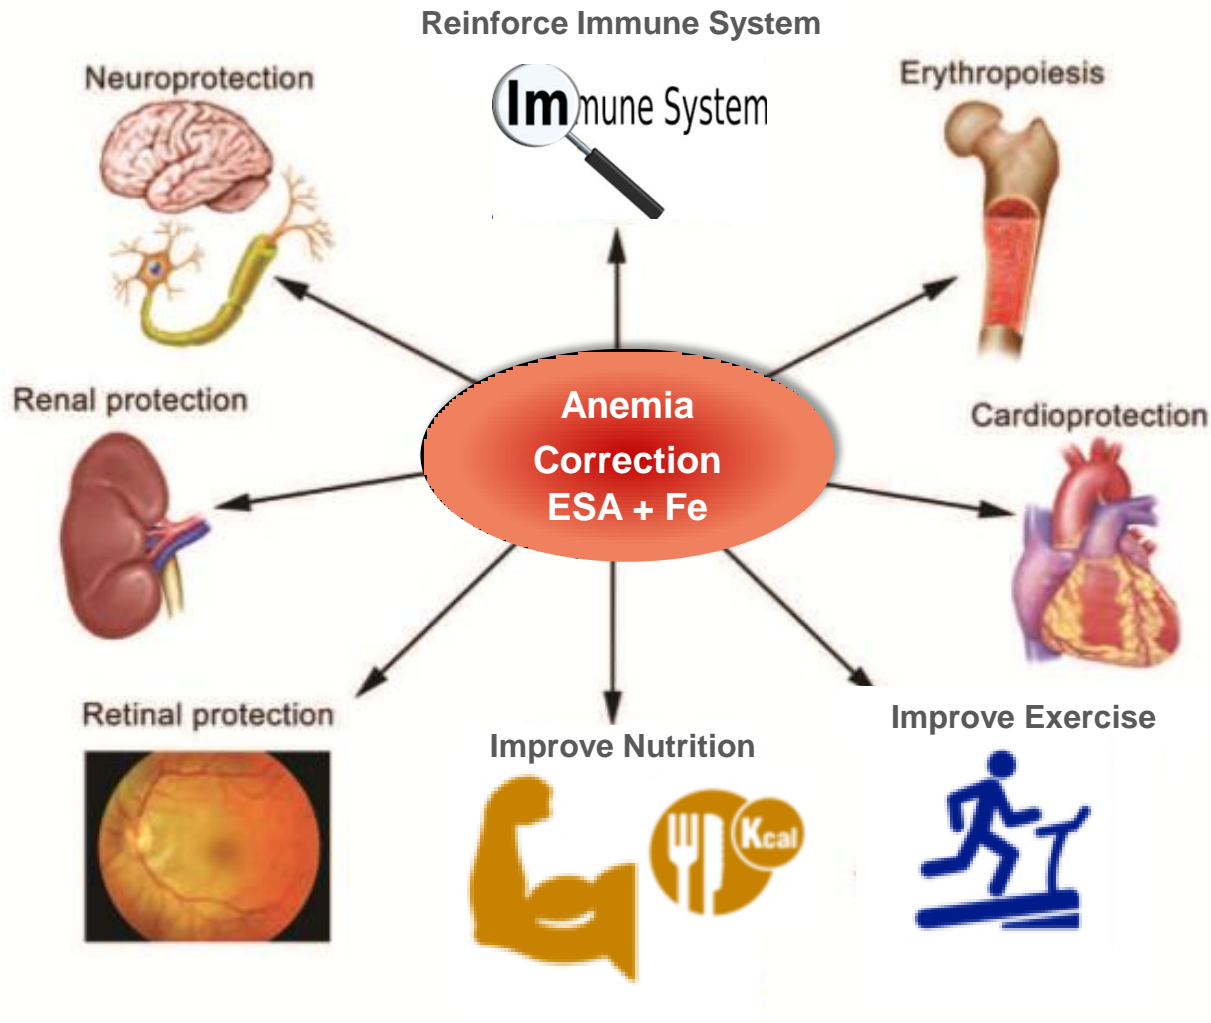 Reinforce Immune System
Neuroprotection
Immune System
Erythropoiesis
Renal protection
Anemia
Correction
ESA + Fe
Cardioprotection
Retinal protection
Improve Nutrition
Improve Exercise
Kcal